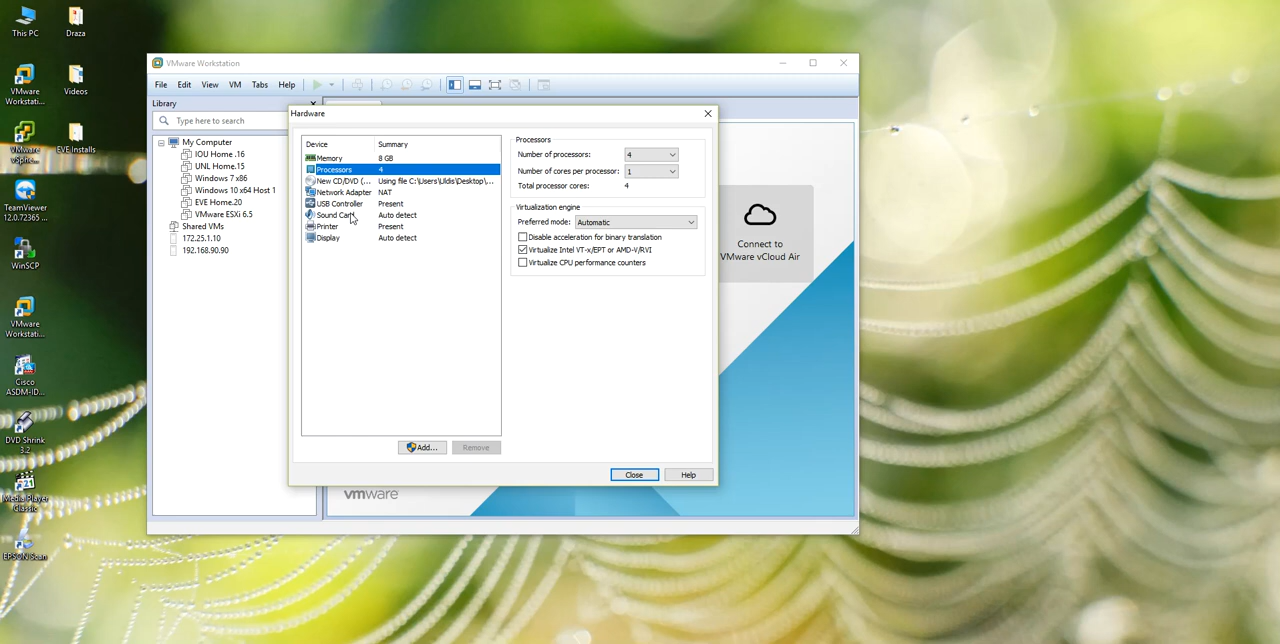 This PC
Draza
VMware
Workstati...
Videos
VMware
vSphe...
EVE Installs
TeamViewer
12.0.72365 ...
WinSCP
VMware
Workstati...
Cisco
ASDM-ID...
DVD Shrink
3.2
Media Player
Classic
EPSON Scan
VMware Workstation
File Edit View VM Tabs Help
Library
Type here to search
My Computer
IOU Home .16
UNL Home.15
Windows 7 x86
Windows 10 x64 Host 1
EVE Home.20
VMware ESXi 6.5
Shared VMs
172.25.1.10
192.168.90.90
Hardware
Device Summary
Memory 8 GB
Processors 4
New CD/DVD (... Using file C:\Users\Uldis\Desktop\,...
Network Adapter NAT
USB Controller Present
Sound Card Auto detect
Printer Present
Display Auto detect
Add... Remove
Processors
Number of processors: 4
Number of cores per processor: 1
Total processor cores: 4
Virtualization engine
Preferred mode: Automatic
Disable acceleration for binary translation
Virtualize Intel VT-x/EPT or AMD-V/RVI
Virtualize CPU performance counters
Close Help
Connect to
VMware vCloud Air
vmware